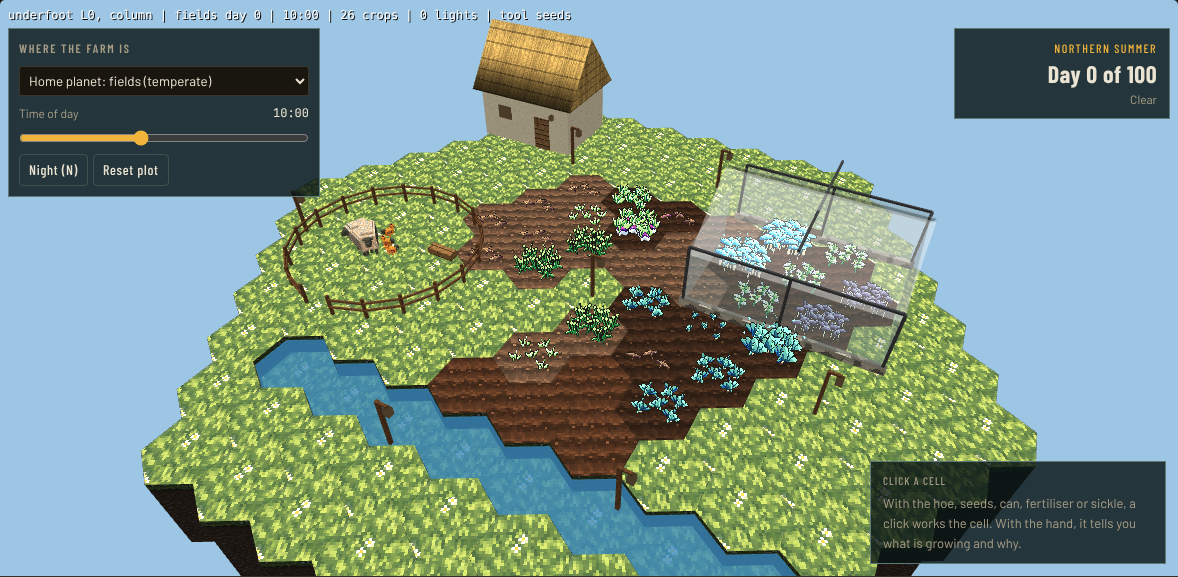 underfoot L0, column | fields day 0 | 10:00 | 26 crops | 0 lights | tool seeds
WHERE THE FARM IS
Home planet: fields (temperate)
Time of day 10:00
Night (N) Reset plot
NORTHERN SUMMER
Day 0 of 100
Clear
CLICK A CELL
With the hoe, seeds, can, fertiliser or sickle, a
click works the cell. With the hand, it tells you
what is growing and why.